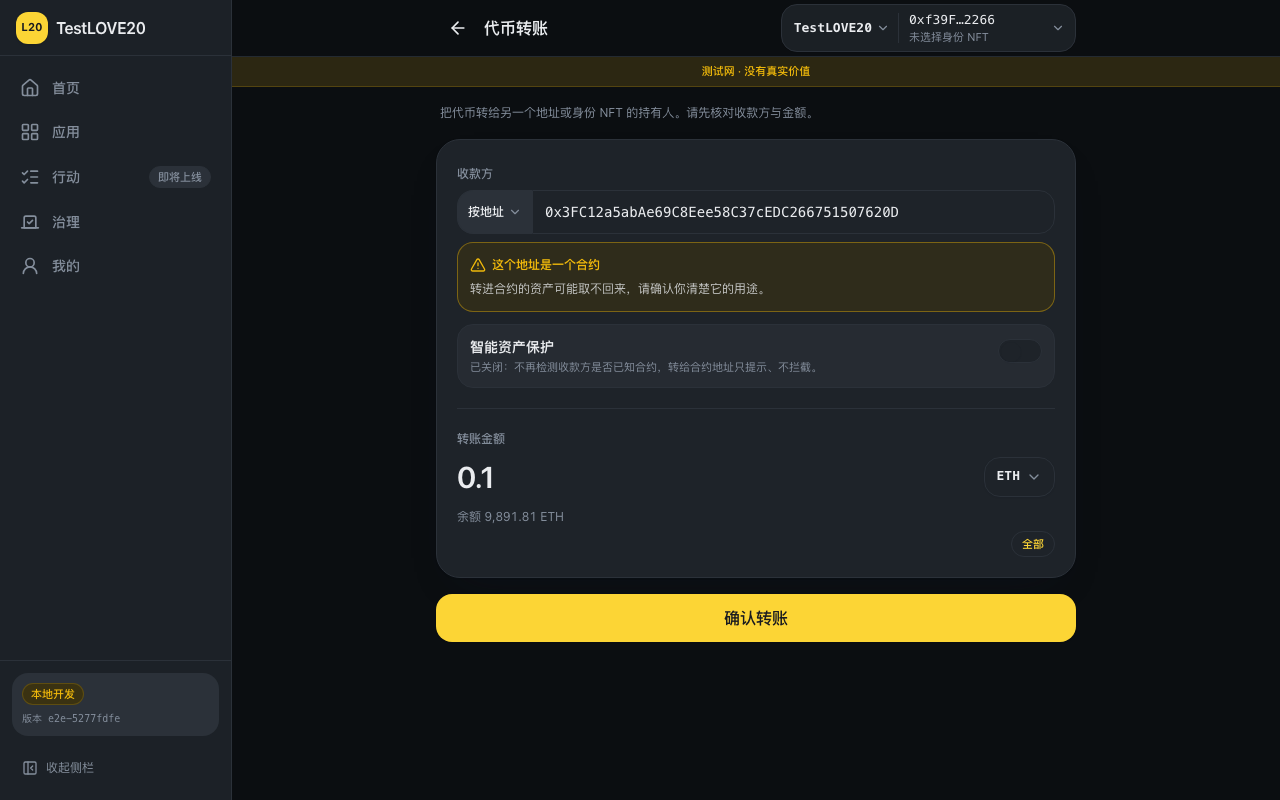 L20 TestLOVE20
首页
应用
行动 即将上线
治理
我的
本地开发
版本 e2e-5277fdfe
收起侧栏
代币转账
TestLOVE20
0xf39F…2266
未选择身份 NFT
测试网 · 没有真实价值
把代币转给另一个地址或身份 NFT 的持有人。请先核对收款方与金额。
收款方
按地址 0x3FC12a5abAe69C8Eee58C37cEDC266751507620D
这个地址是一个合约
转进合约的资产可能取不回来，请确认你清楚它的用途。
智能资产保护
已关闭：不再检测收款方是否已知合约，转给合约地址只提示、不拦截。
转账金额
0.1 ETH
余额 9,891.81 ETH
全部
确认转账